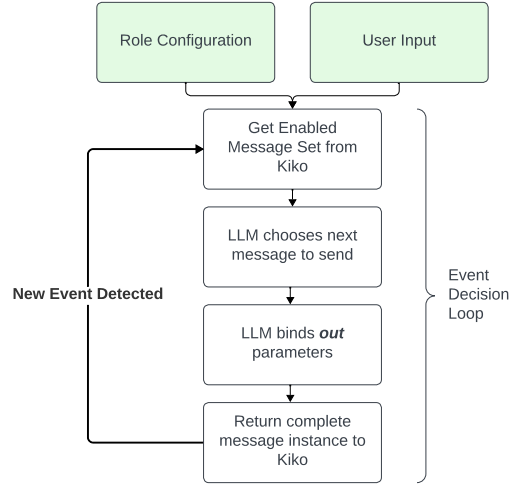 Role Configuration
User Input
Get Enabled
Message Set from
Kiko
LLM chooses next
message to send
New Event Detected
Event
Decision
Loop
LLM binds out
parameters
Return complete
message instance to
Kiko